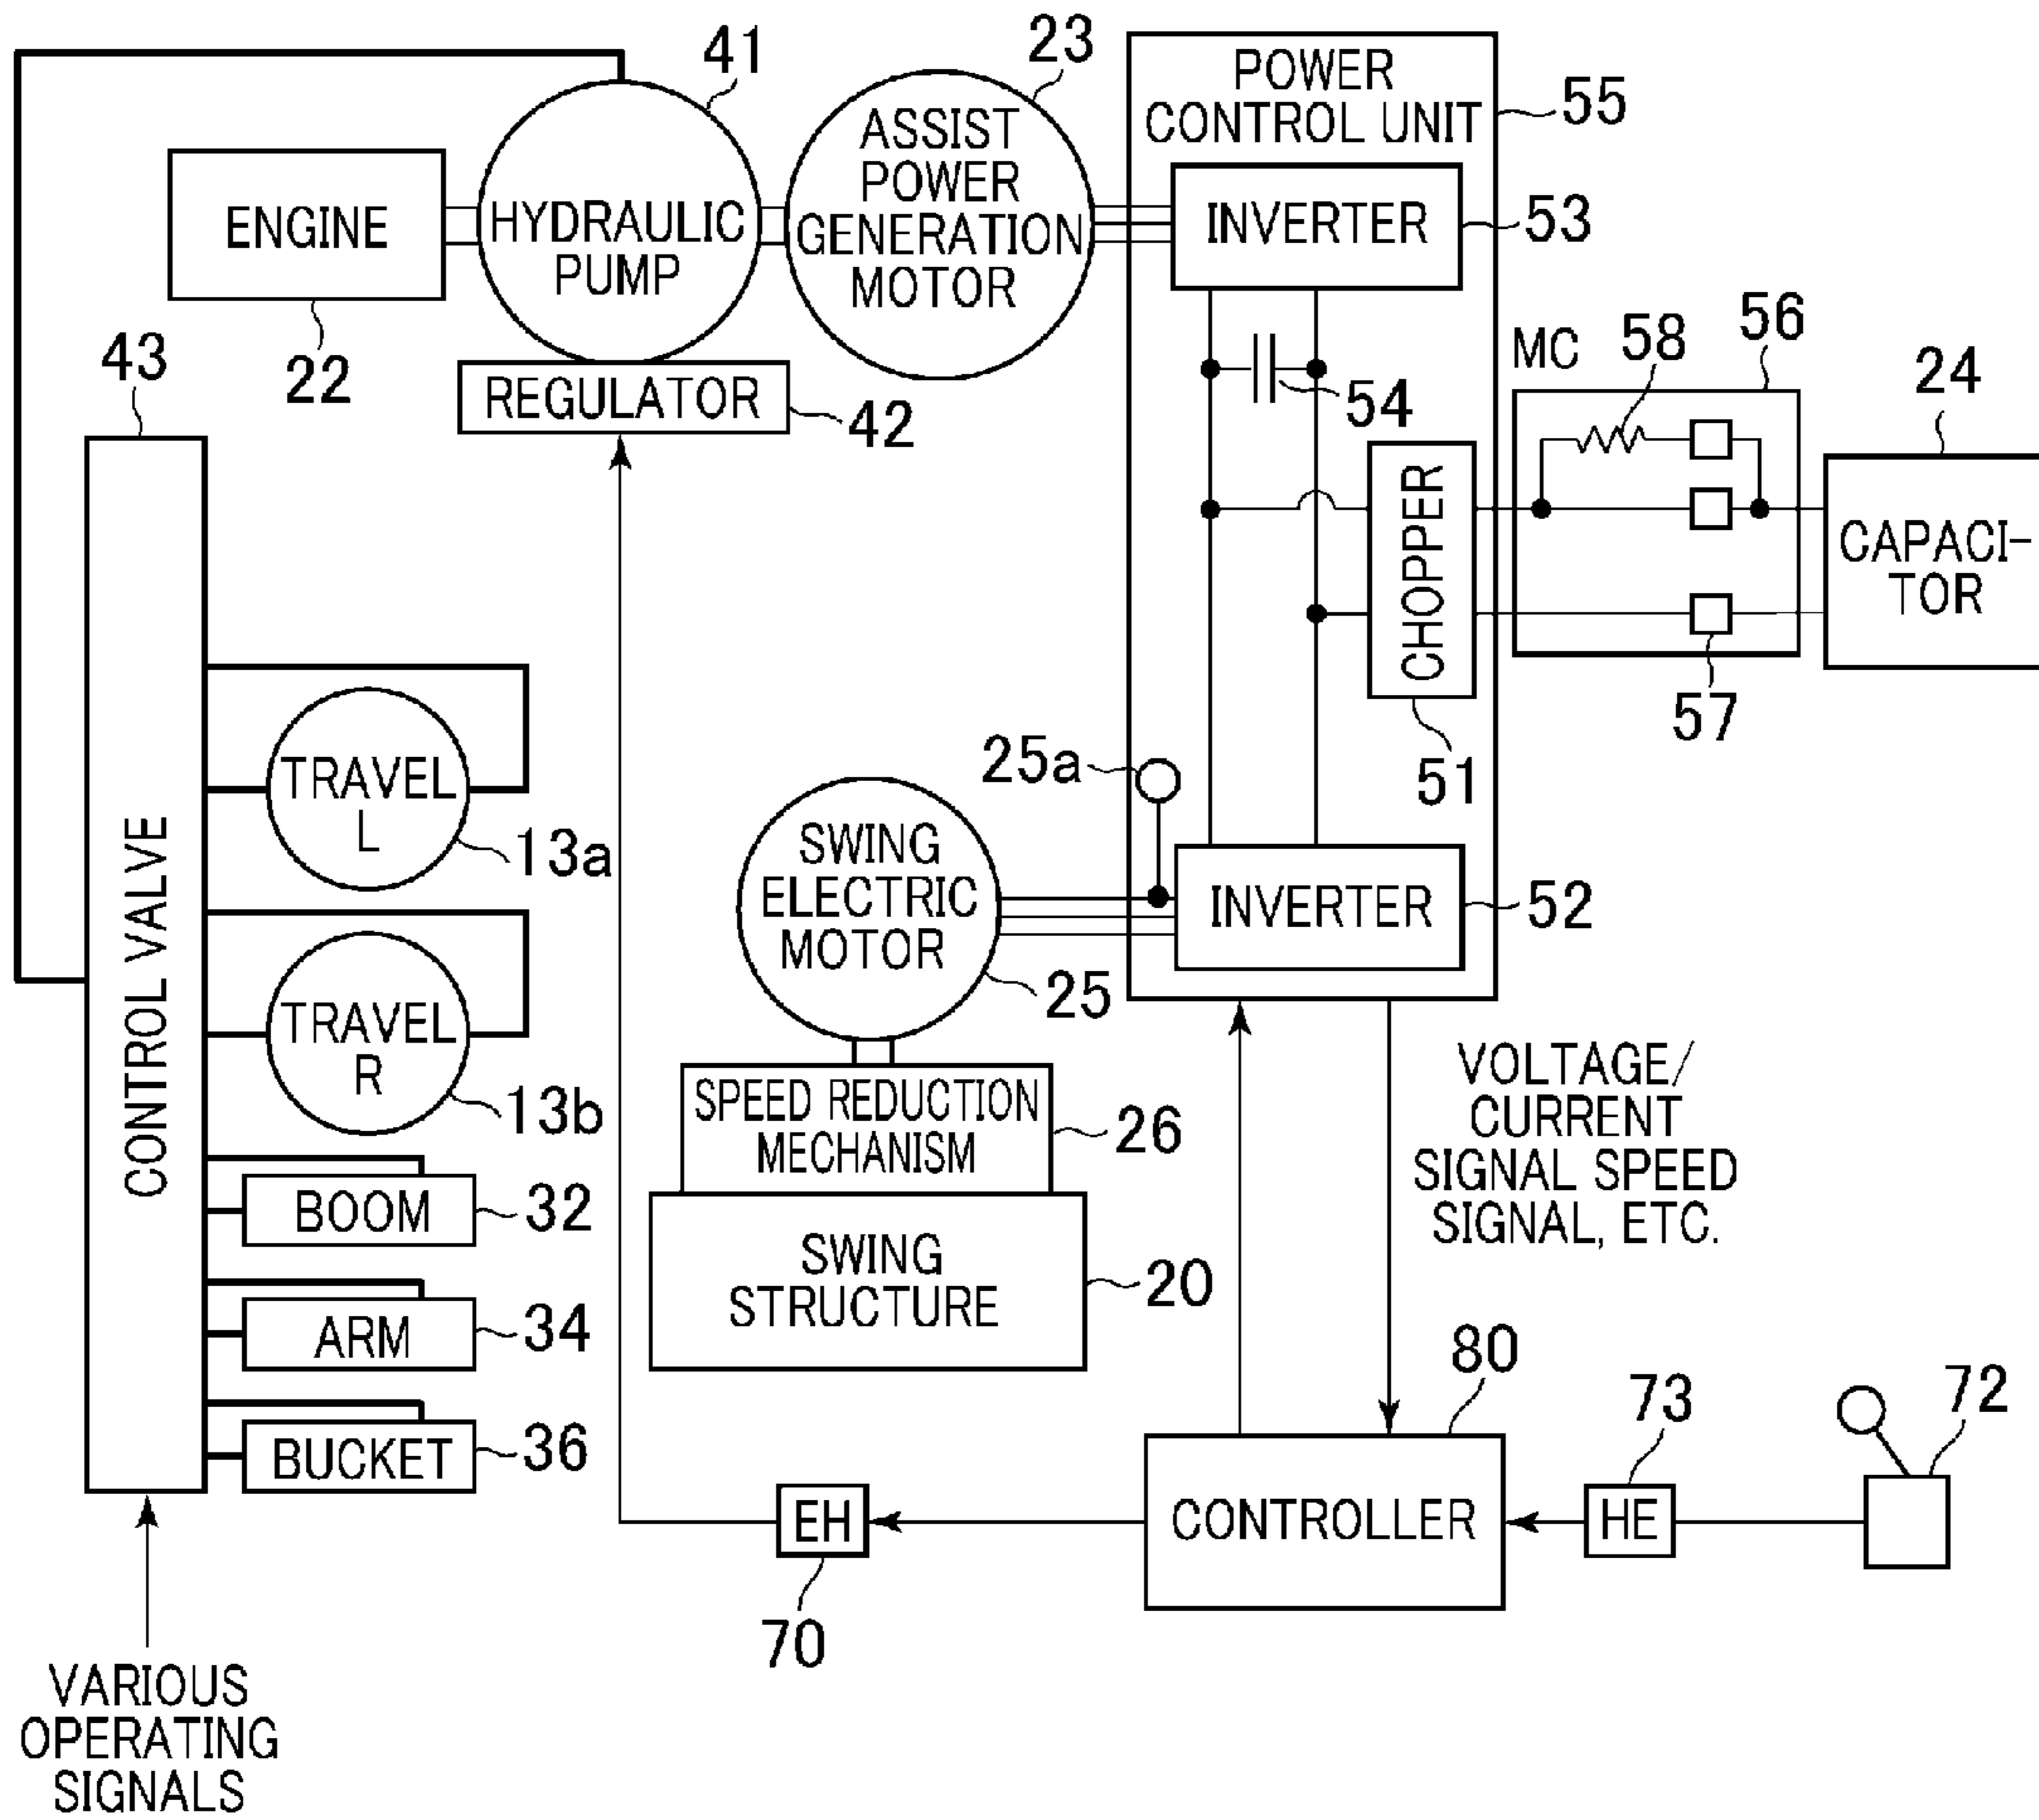 41
23
POWER
CONTROL UNIT
55
ENGINE
22
HYDRAULIC
PUMP
ASSIST
POWER
GENERATION
MOTOR
INVERTER
53
REGULATOR
42
54
MC
58
56
24
CAPACI-
TOR
CHOPPER
51
57
43
CONTROL VALVE
TRAVEL
L
13a
TRAVEL
R
13b
BOOM
32
ARM
34
BUCKET
36
25a
SWING
ELECTRIC
MOTOR
25
INVERTER
52
SPEED REDUCTION
MECHANISM
26
SWING
STRUCTURE
20
VOLTAGE/
CURRENT
SIGNAL SPEED
SIGNAL, ETC.
80
CONTROLLER
73
HE
72
EH
70
VARIOUS
OPERATING
SIGNALS